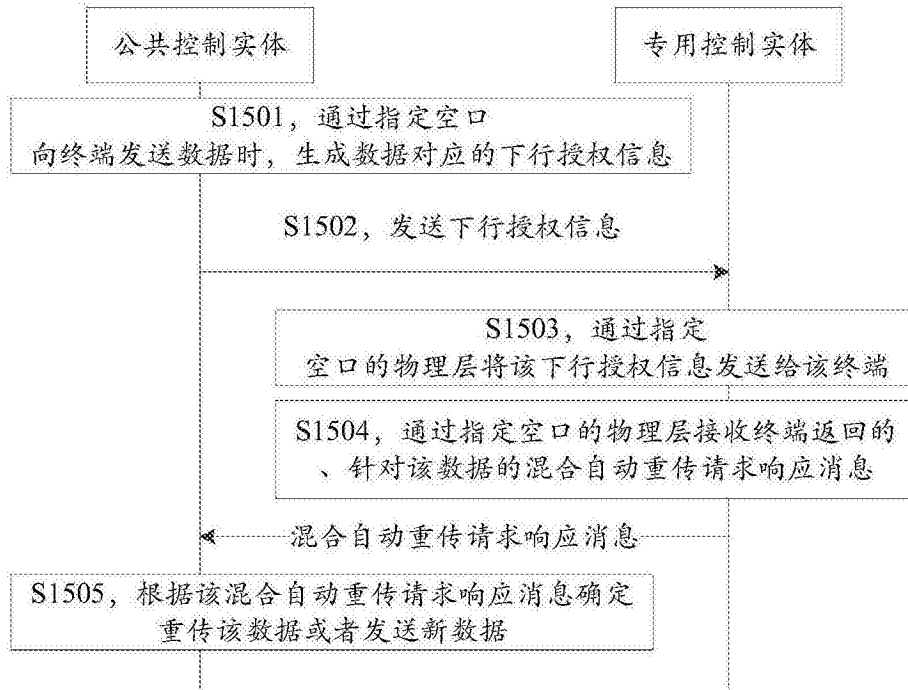 公共控制实体
专用控制实体
S1501，通过指定空口
向终端发送数据时，生成数据对应的下行授权信息
S1502，发送下行授权信息
S1503，通过指定
空口的物理层将该下行授权信息发送给该终端
S1504，通过指定空口的物理层接收终端返回的
、针对该数据的混合自动重传请求响应消息
混合自动重传请求响应消息
S1505，根据该混合自动重传请求响应消息确定
重传该数据或者发送新数据